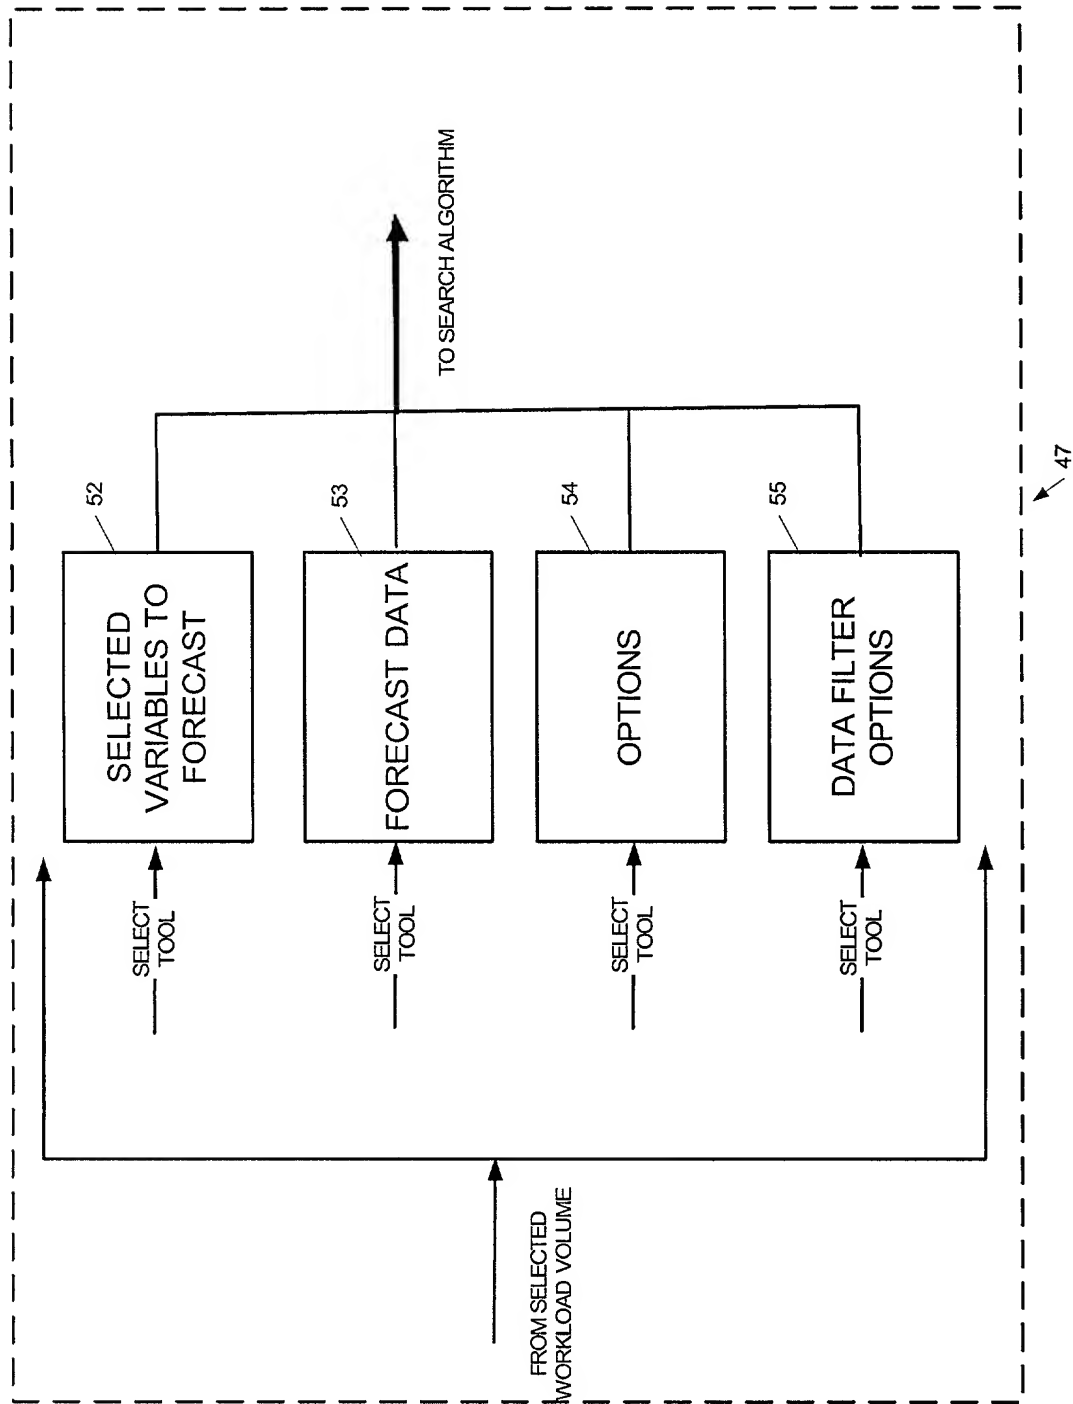 FROM SELECTED
WORKLOAD VOLUME
SELECT
TOOL
SELECTED
VARIABLES TO
FORECAST
52
SELECT
TOOL
FORECAST DATA
53
SELECT
TOOL
OPTIONS
54
SELECT
TOOL
DATA FILTER
OPTIONS
55
TO SEARCH ALGORITHM
47